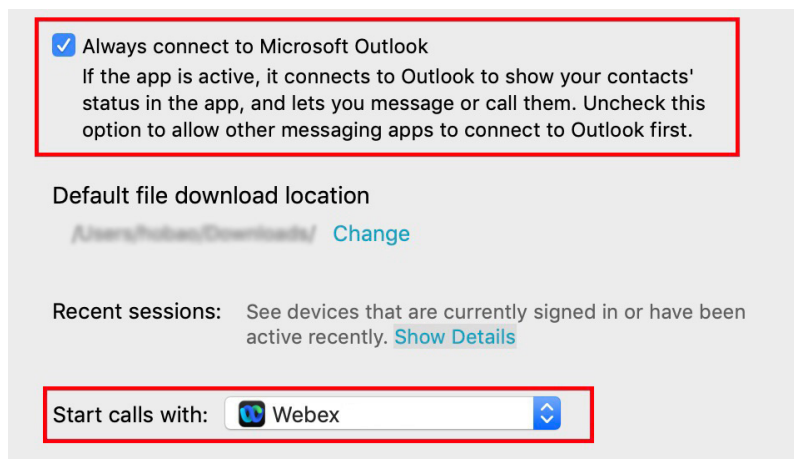 Always connect to Microsoft Outlook
If the app is active, it connects to Outlook to show your contacts'
status in the app, and lets you message or call them. Uncheck this
option to allow other messaging apps to connect to Outlook first.
Default file download location
Change
Recent sessions: See devices that are currently signed in or have been
active recently. Show Details
Start calls with: Webex